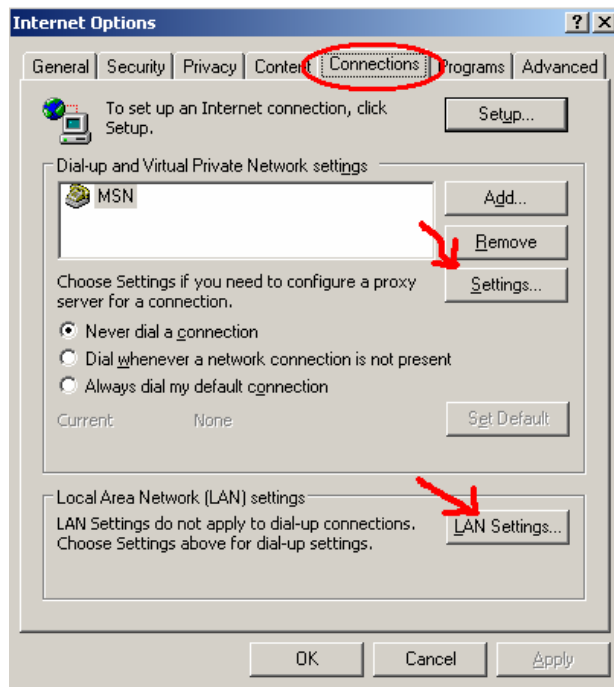 Internet Options
General Security Privacy Content Connections Programs Advanced
To set up an Internet connection, click
Setup.
Setup...
Dial-up and Virtual Private Network settings
MSN
Add...
Remove
Choose Settings if you need to configure a proxy
server for a connection.
Settings...
Never dial a connection
Dial whenever a network connection is not present
Always dial my default connection
Current None
Set Default
Local Area Network (LAN) settings
LAN Settings do not apply to dial-up connections.
Choose Settings above for dial-up settings.
LAN Settings...
OK Cancel Apply